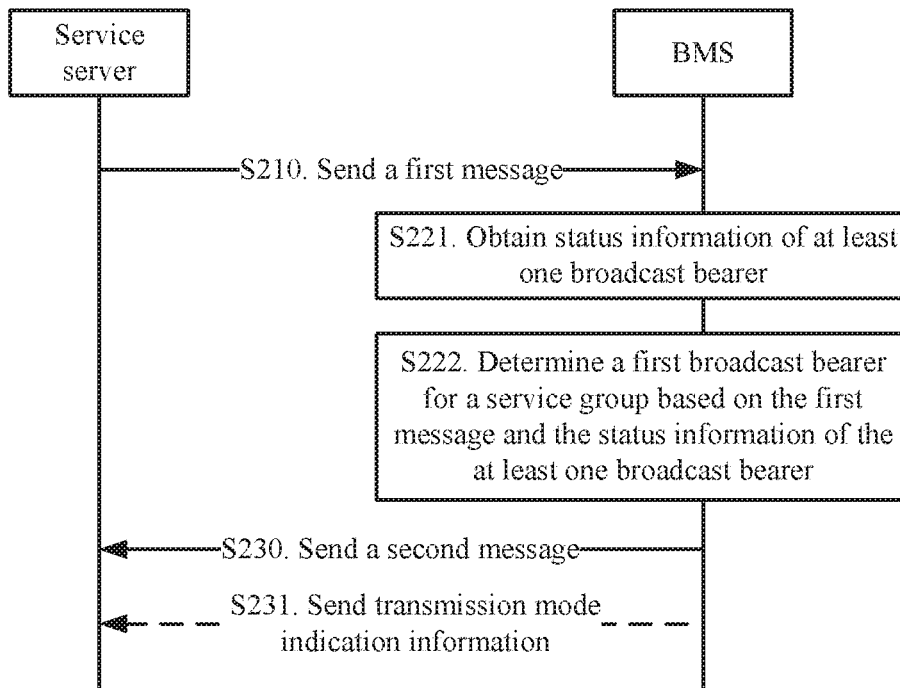 Service
server
BMS
S210. Send a first message
S221. Obtain status information of at least
one broadcast bearer
S222. Determine a first broadcast bearer
for a service group based on the first
message and the status information of the
at least one broadcast bearer
S230. Send a second message
S231. Send transmission mode
indication information